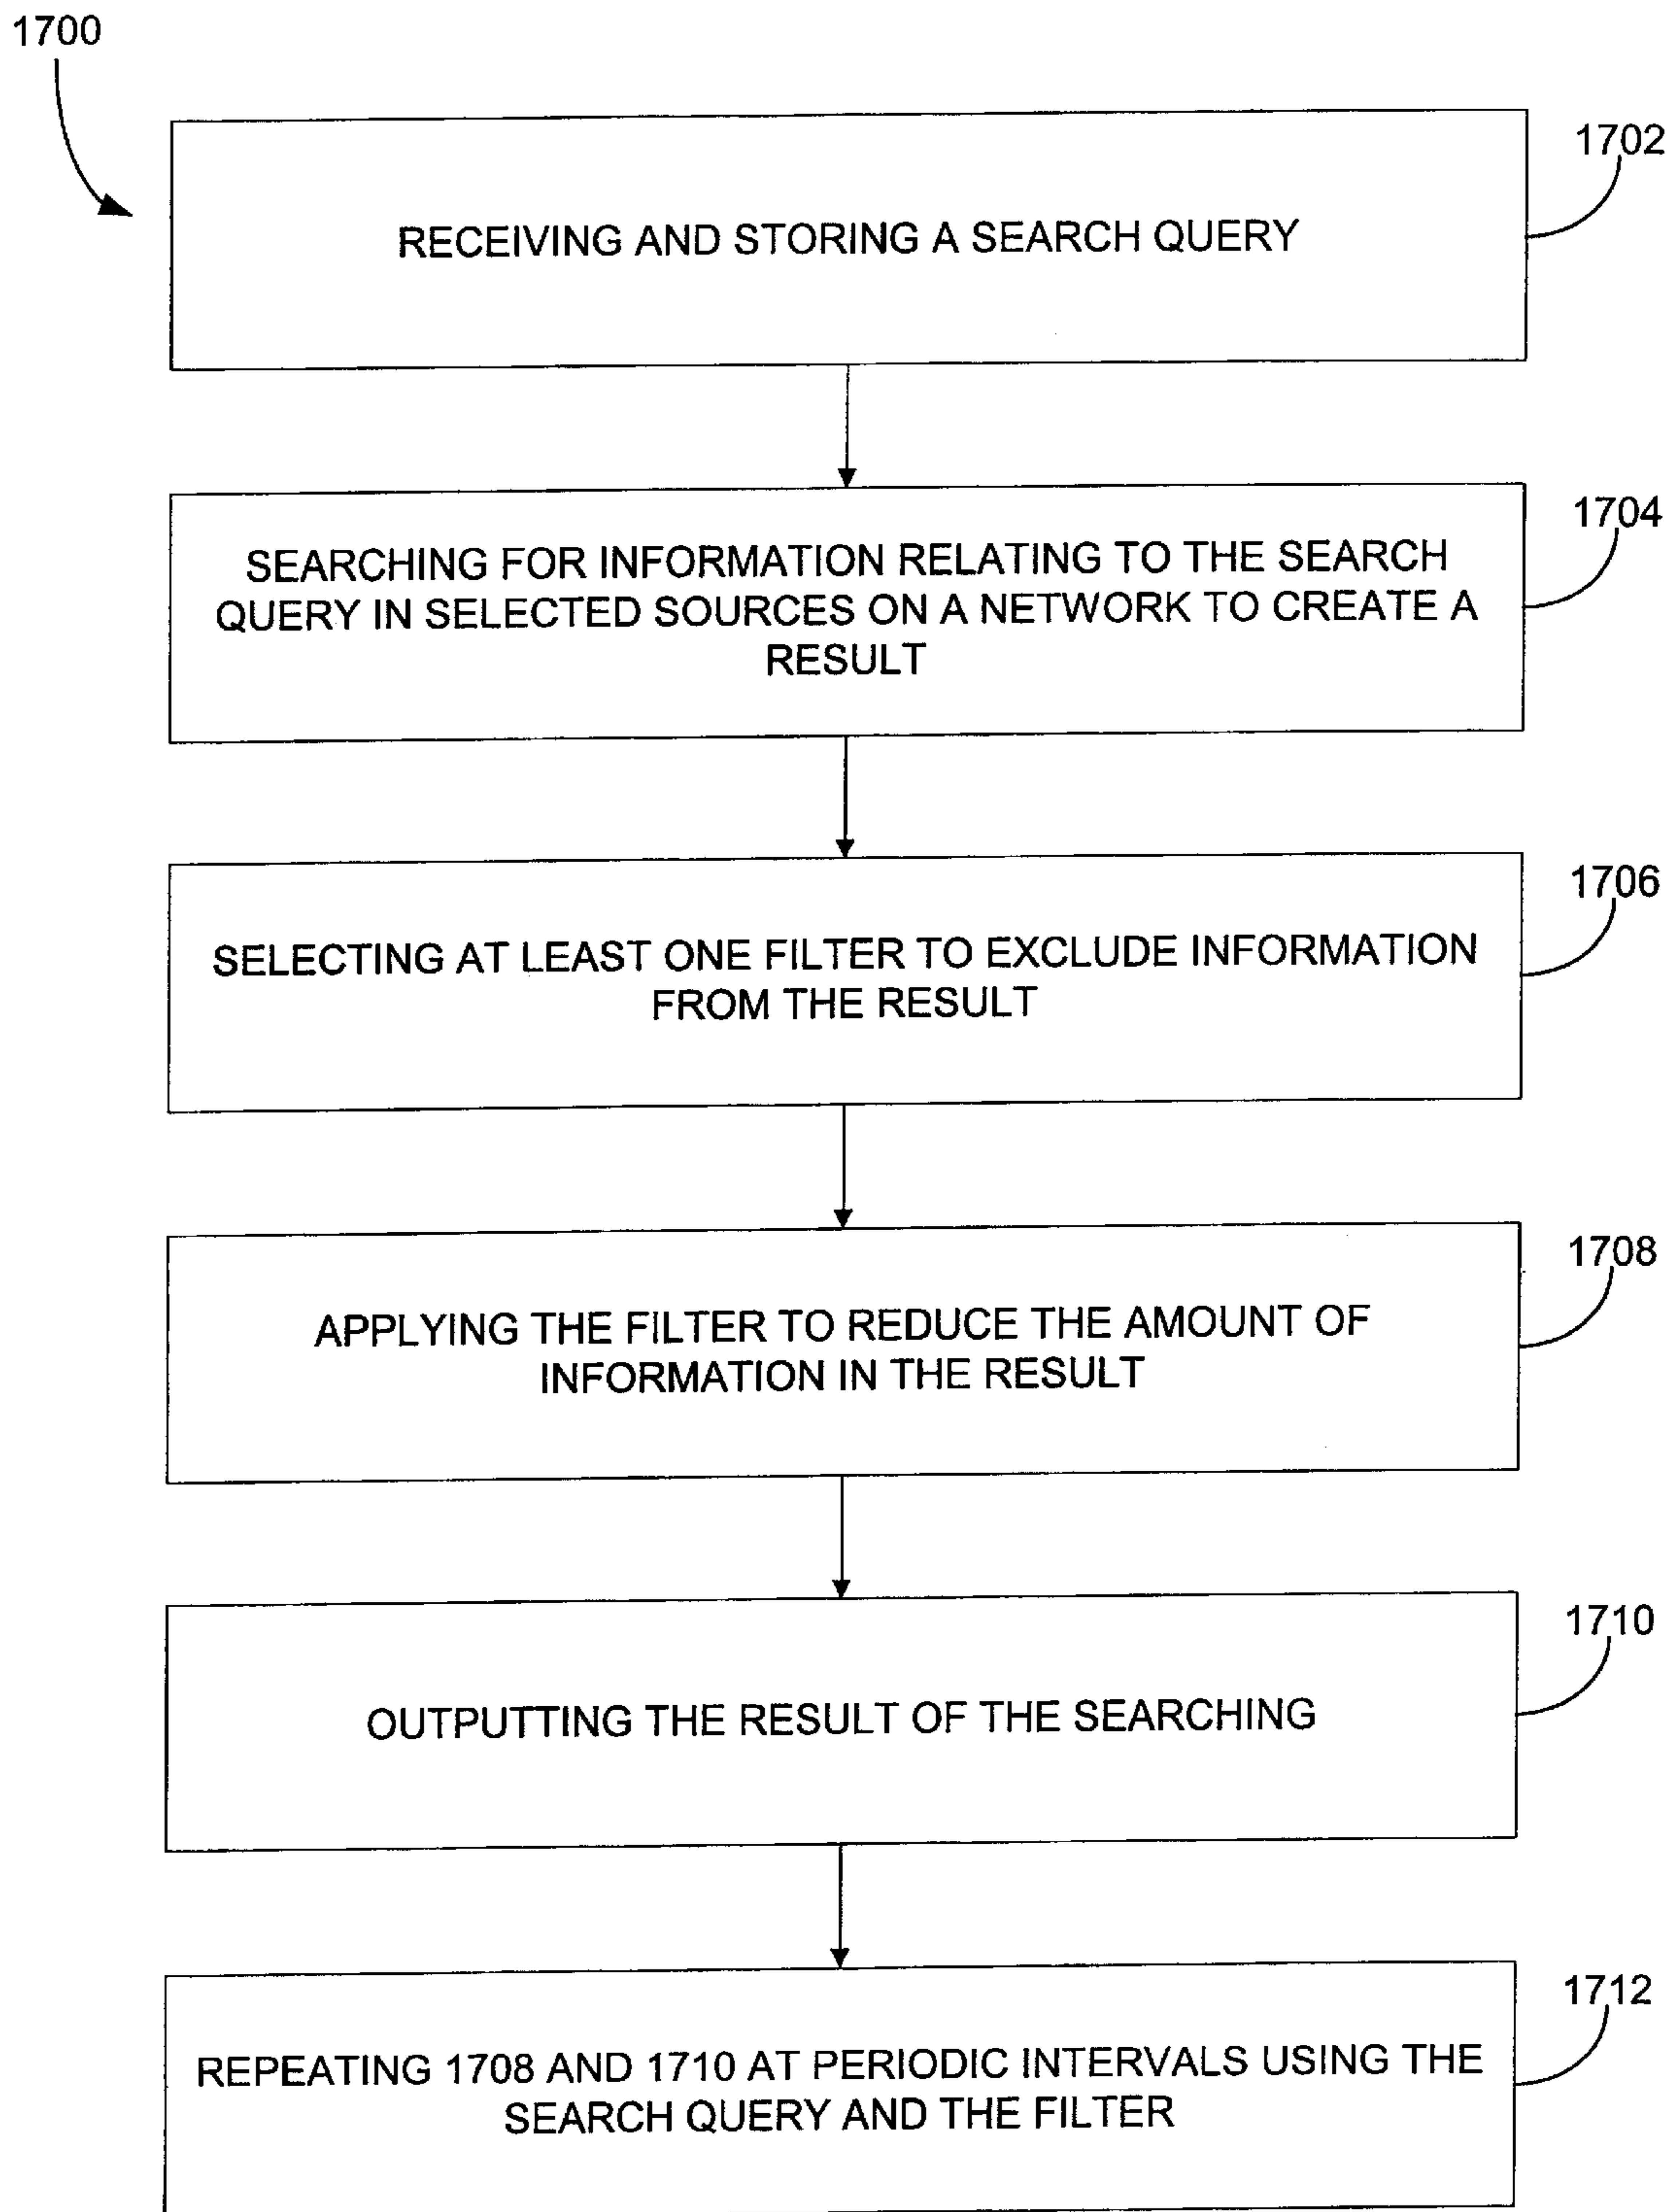 1700
1702
RECEIVING AND STORING A SEARCH QUERY
1704
SEARCHING FOR INFORMATION RELATING TO THE SEARCH
QUERY IN SELECTED SOURCES ON A NETWORK TO CREATE A
RESULT
1706
SELECTING AT LEAST ONE FILTER TO EXCLUDE INFORMATION
FROM THE RESULT
1708
APPLYING THE FILTER TO REDUCE THE AMOUNT OF
INFORMATION IN THE RESULT
1710
OUTPUTTING THE RESULT OF THE SEARCHING
1712
REPEATING 1708 AND 1710 AT PERIODIC INTERVALS USING THE
SEARCH QUERY AND THE FILTER